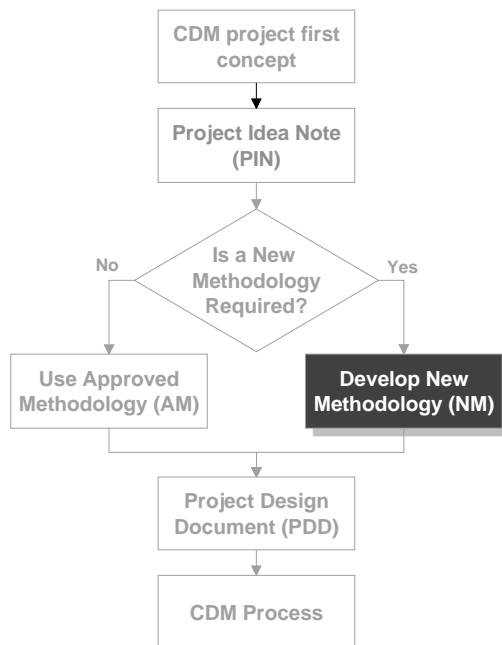 CDM project first
concept
Project Idea Note
(PIN)
Is a New
Methodology
Required?
No
Yes
Use Approved
Methodology (AM)
Develop New
Methodology (NM)
Project Design
Document (PDD)
CDM Process